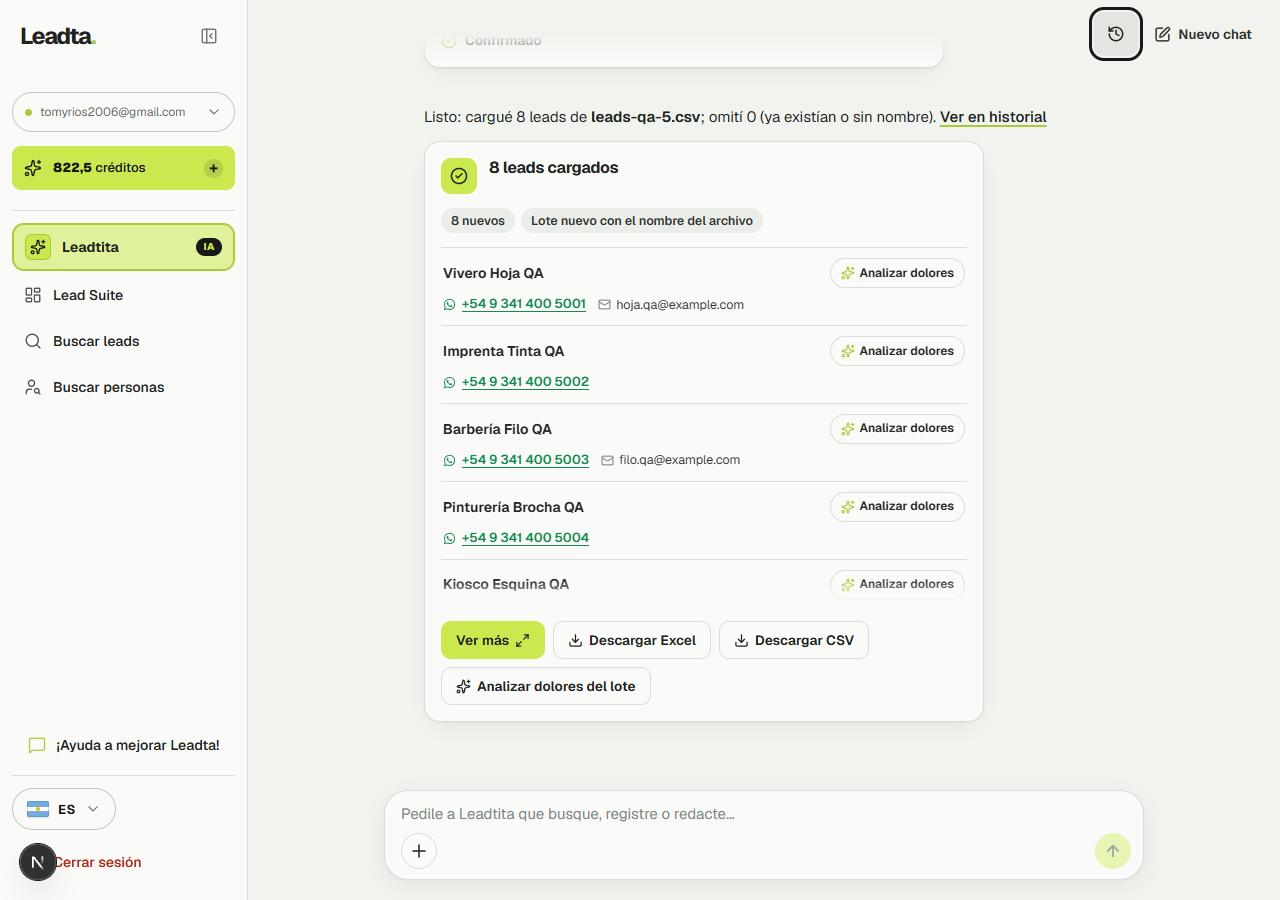 Leadta.
tomyrios2006@gmail.com
822,5 créditos
+
Leadtita
IA
Lead Suite
Buscar leads
Buscar personas
¡Ayuda a mejorar Leadta!
ES
N
Cerrar sesión
Nuevo chat
Confirmado
Listo: cargué 8 leads de leads-qa-5.csv; omití 0 (ya existían o sin nombre). Ver en historial
8 leads cargados
8 nuevos
Lote nuevo con el nombre del archivo
Vivero Hoja QA
Analizar dolores
+54 9 341 400 5001
hoja.qa@example.com
Imprenta Tinta QA
Analizar dolores
+54 9 341 400 5002
Barbería Filo QA
Analizar dolores
+54 9 341 400 5003
filo.qa@example.com
Pinturería Brocha QA
Analizar dolores
+54 9 341 400 5004
Kiosco Esquina QA
Analizar dolores
Ver más
Descargar Excel
Descargar CSV
Analizar dolores del lote
Pedile a Leadtita que busque, registre o redacte...